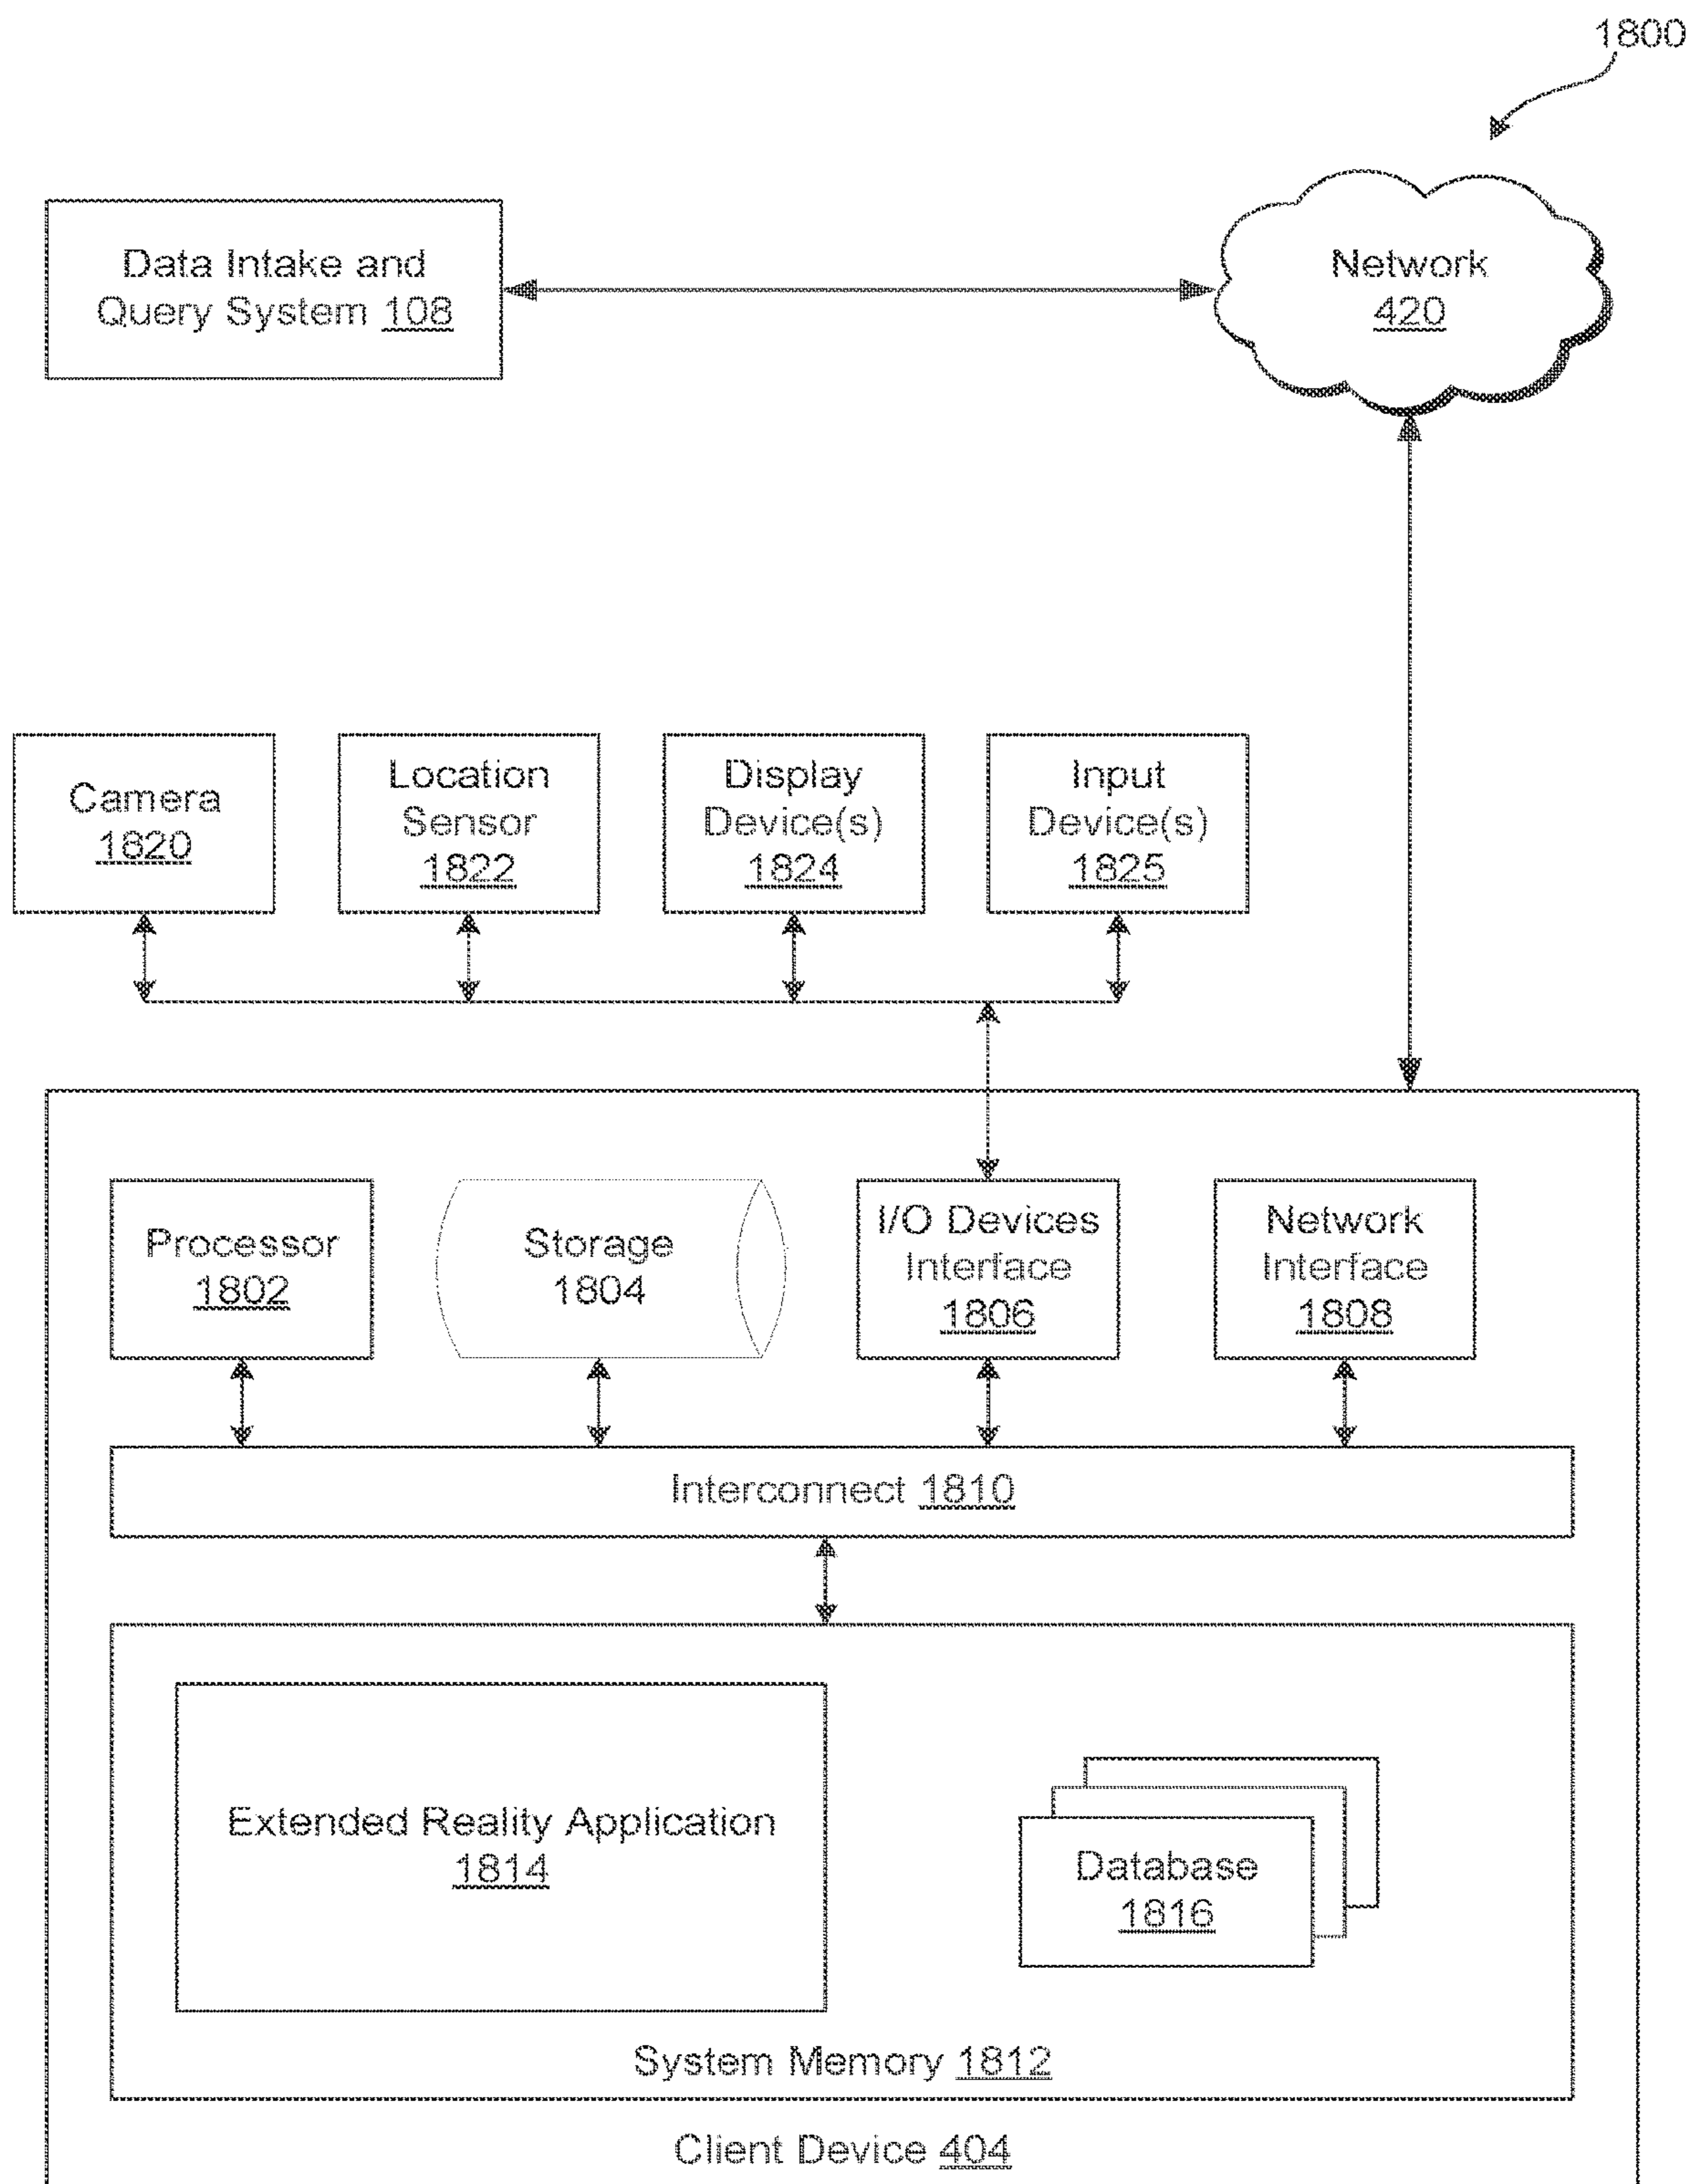 1800
Data Intake and
Query System 108
Network
420
Camera
1820
Location
Sensor
1822
Display
Device(s)
1824
Input
Device(s)
1825
Processor
1802
Storage
1804
I/O Devices
Interface
1806
Network
Interface
1808
Interconnect 1810
Extended Reality Application
1814
Database
1816
System Memory 1812
Client Device 404